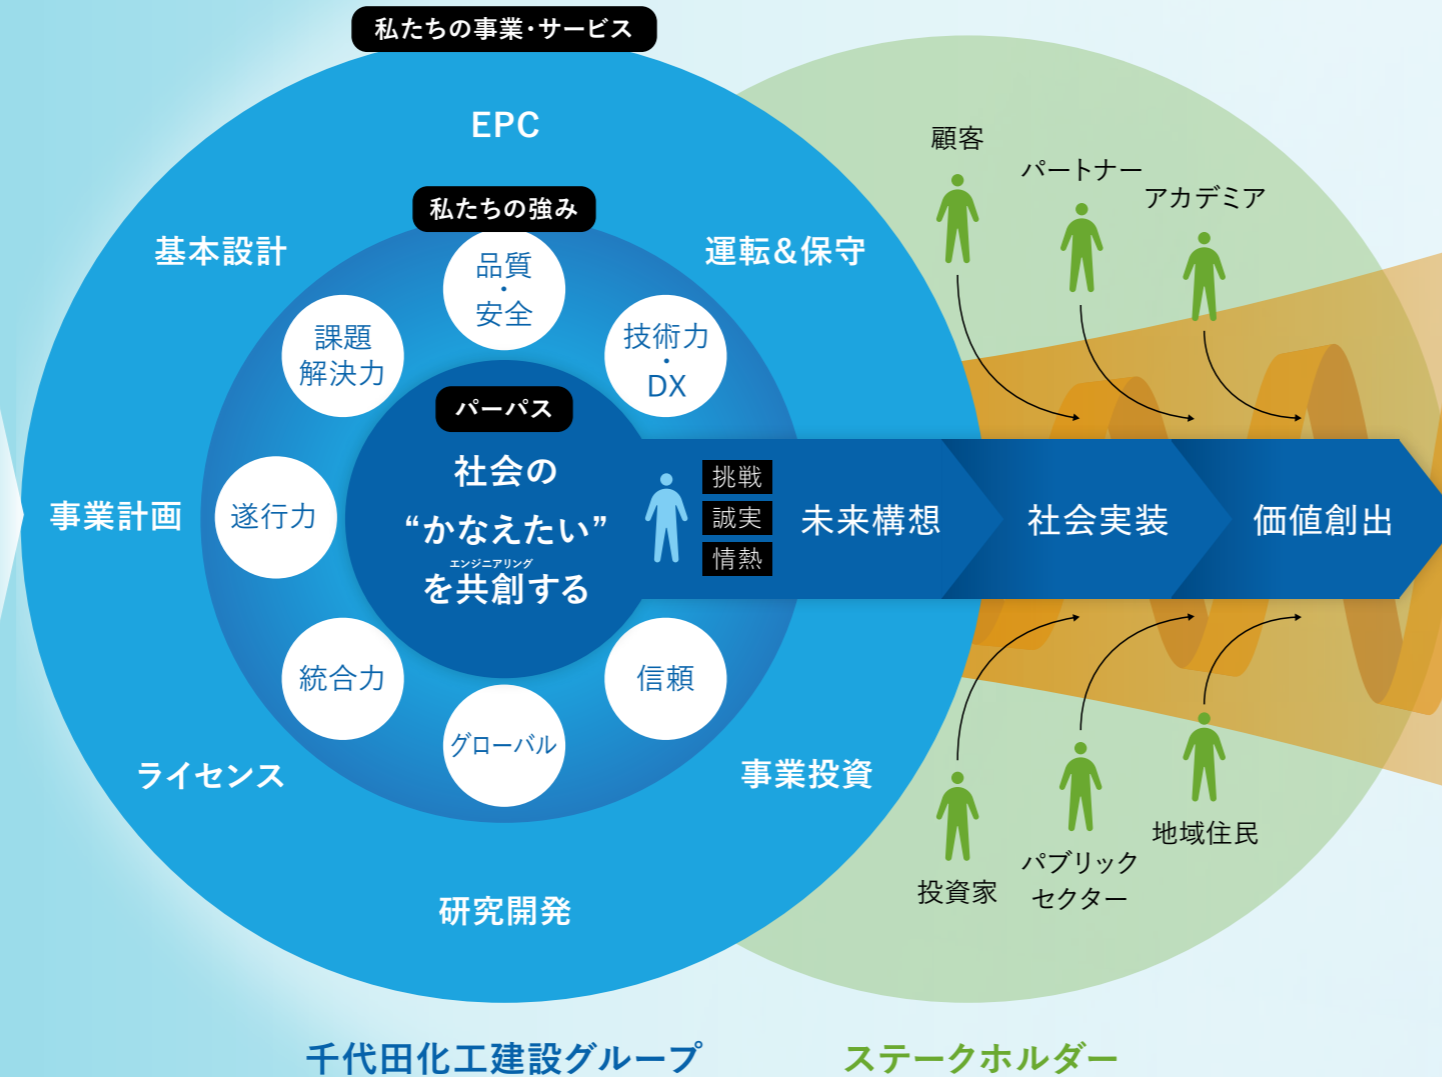 私たちの事業・サービス
EPC
基本設計
運転&保守
事業計画
ライセンス
事業投資
研究開発
私たちの強み
品質
・
安全
課題
解決力
技術力
・
DX
遂行力
統合力
グローバル
信頼
パーパス
社会の
“かなえたい”
エンジニアリング
を共創する
挑戦
誠実
情熱
未来構想
社会実装
価値創出
顧客
パートナー
アカデミア
投資家
パブリック
セクター
地域住民
千代田化工建設グループ
ステークホルダー